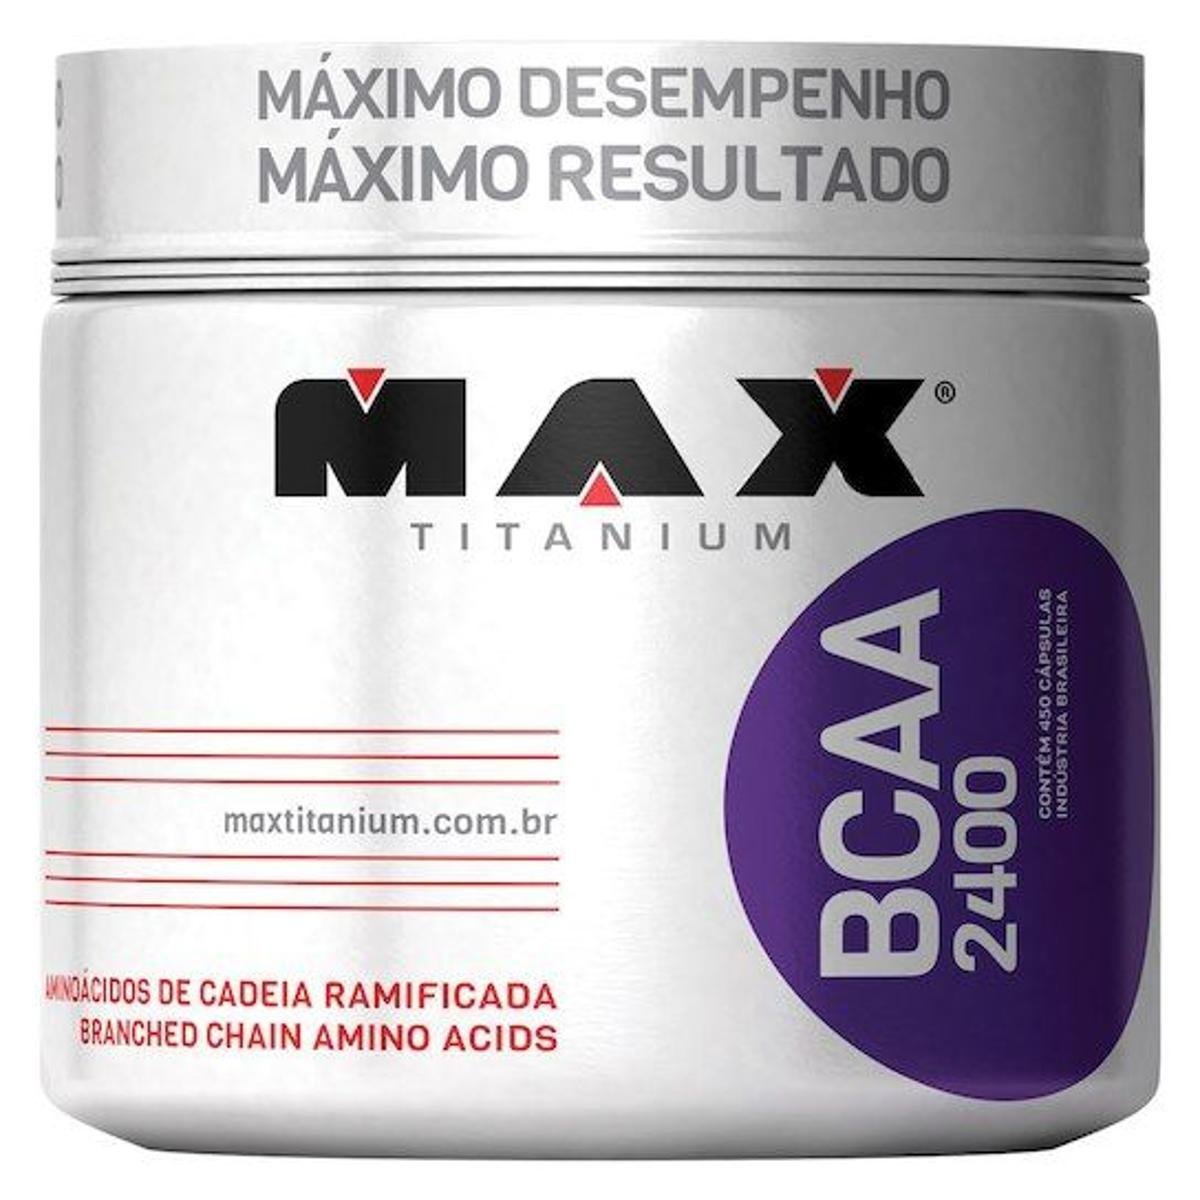 MÁXIMO DESEMPENHO
MÁXIMO RESULTADO
MAX®
TITANIUM
BCAA
2400
CONTÉM 450 CÁPSULAS
INDÚSTRIA BRASILEIRA
maxtitanium.com.br
AMINOÁCIDOS DE CADEIA RAMIFICADA
BRANCHED CHAIN AMINO ACIDS